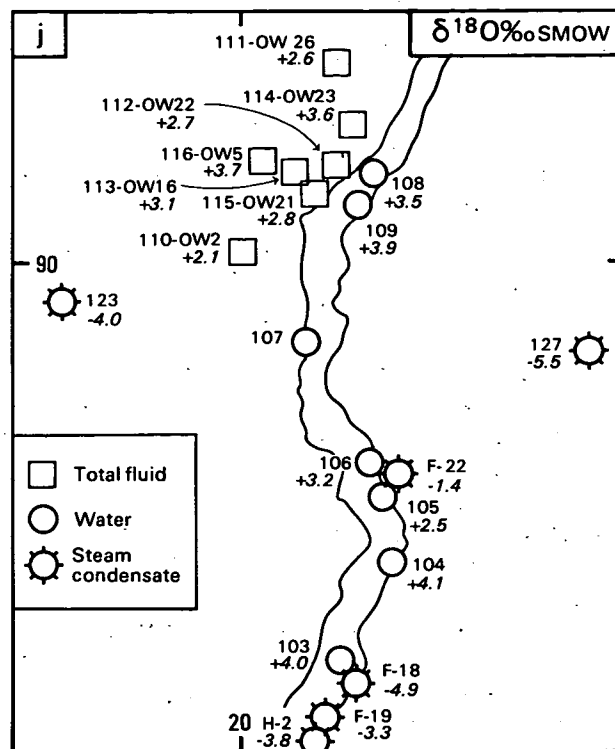 j
δ¹⁸O‰ SMOW
111-OW 26
+2.6
114-OW23
+3.6
112-OW22
+2.7
116-OW5
+3.7
113-OW16
+3.1
115-OW21
+2.8
108
+3.5
109
+3.9
110-OW2
+2.1
90
123
-4.0
107
127
-5.5
106
+3.2
F-22
-1.4
105
+2.5
Total fluid
Water
Steam
condensate
104
+4.1
103
+4.0
F-18
-4.9
20
H-2
-3.8
F-19
-3.3